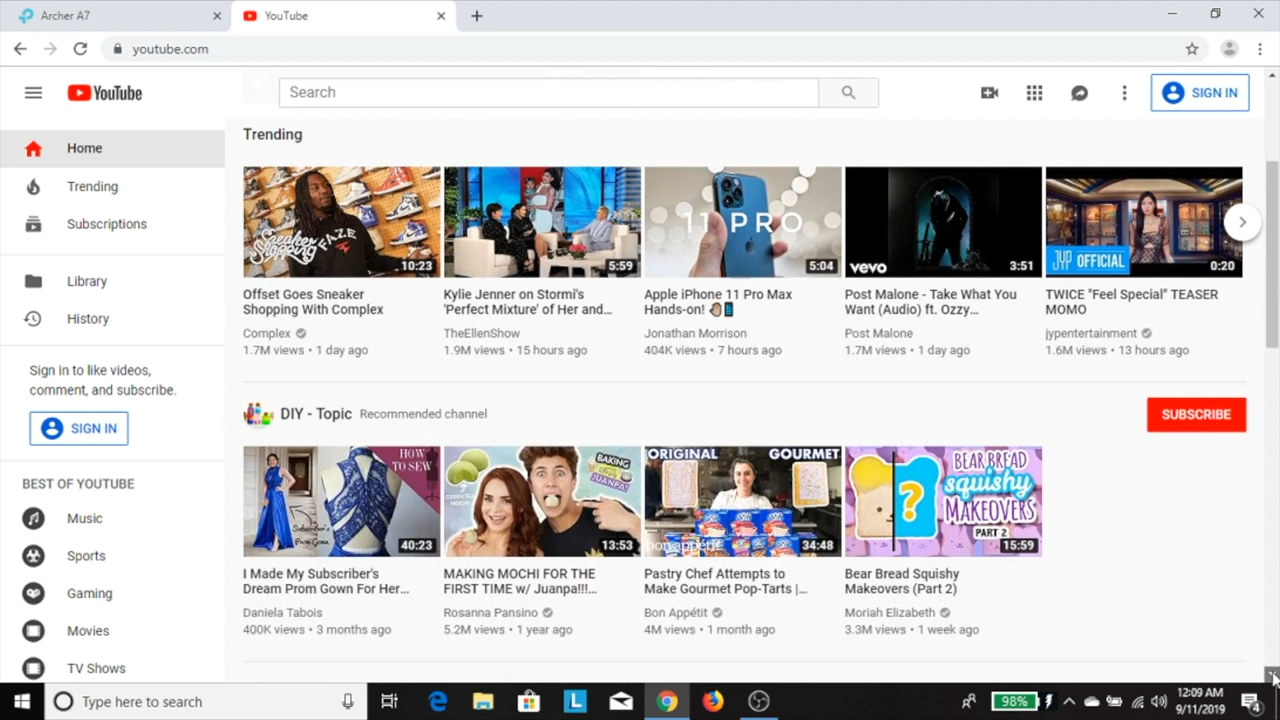 Archer A7
YouTube
youtube.com
YouTube
Search
SIGN IN
Home
Trending
Subscriptions
Library
History
Sign in to like videos,
comment, and subscribe.
SIGN IN
BEST OF YOUTUBE
Music
Sports
Gaming
Movies
TV Shows
Trending
Sneaker
Shopping
FAZE
10:23
Offset Goes Sneaker
Shopping With Complex
Complex
1.7M views • 1 day ago
5:59
Kylie Jenner on Stormi's
'Perfect Mixture' of Her and...
TheEllenShow
1.9M views • 15 hours ago
11 PRO
5:04
Apple iPhone 11 Pro Max
Hands-on! 🤚📱
Jonathan Morrison
404K views • 7 hours ago
vevo
3:51
Post Malone - Take What You
Want (Audio) ft. Ozzy...
Post Malone
1.7M views • 1 day ago
JYP OFFICIAL
0:20
TWICE "Feel Special" TEASER
MOMO
jypentertainment
1.6M views • 13 hours ago
DIY - Topic Recommended channel
SUBSCRIBE
HOW
TO SEW
40:23
I Made My Subscriber's
Dream Prom Gown For Her...
Daniela Tabois
400K views • 3 months ago
BAKING
JUANPA!
13:53
MAKING MOCHI FOR THE
FIRST TIME w/ Juanpa!!!...
Rosanna Pansino
5.2M views • 1 year ago
ORIGINAL GOURMET
bon appétit
34:48
Pastry Chef Attempts to
Make Gourmet Pop-Tarts |...
Bon Appétit
4M views • 1 month ago
?
BEAR BREAD
squishy
MAKEOVERS
PART 2
15:59
Bear Bread Squishy
Makeovers (Part 2)
Moriah Elizabeth
3.3M views • 1 week ago
Type here to search
98%
12:09 AM
9/11/2019
4